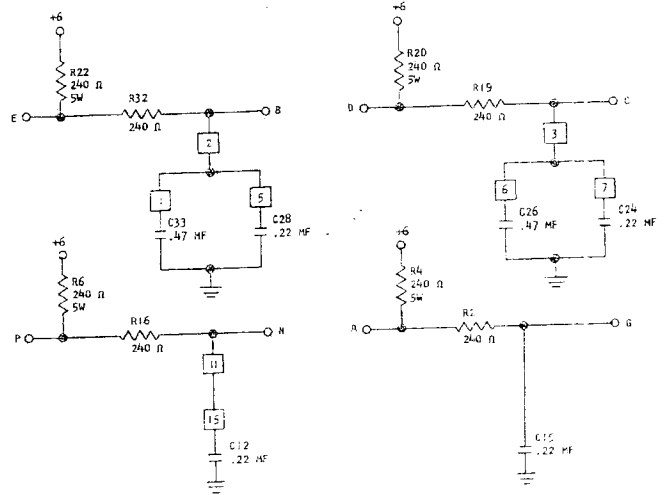 +6
R22
240 Ω
5W
R32
E
B
240 Ω
2
5
C33
.47 MF
C28
.22 MF
+6
R20
240 Ω
5W
R19
D
C
240 Ω
3
6
7
C26
.47 MF
C24
.22 MF
+6
R6
240 Ω
5W
R16
P
N
240 Ω
11
15
C12
.22 MF
+6
R4
240 Ω
5W
A
G
240 Ω
C15
.22 MF